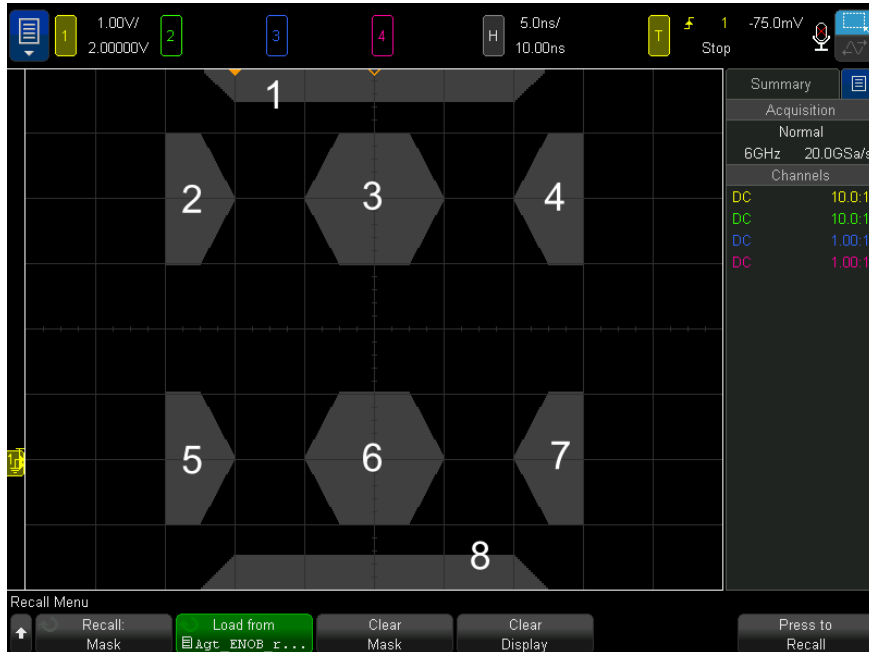 1 1.00V/ 2.00000V 2 3 4 H 5.0ns/ 10.00ns T 1 -75.0mV Stop
Summary
Acquisition
Normal
6GHz 20.0GSa/s
Channels
DC 10.0:1
DC 10.0:1
DC 1.00:1
DC 1.00:1
1
2 3 4
5 6 7
8
1
Recall Menu
Recall: Mask
Load from Agt_ENOB_r...
Clear Mask
Clear Display
Press to Recall